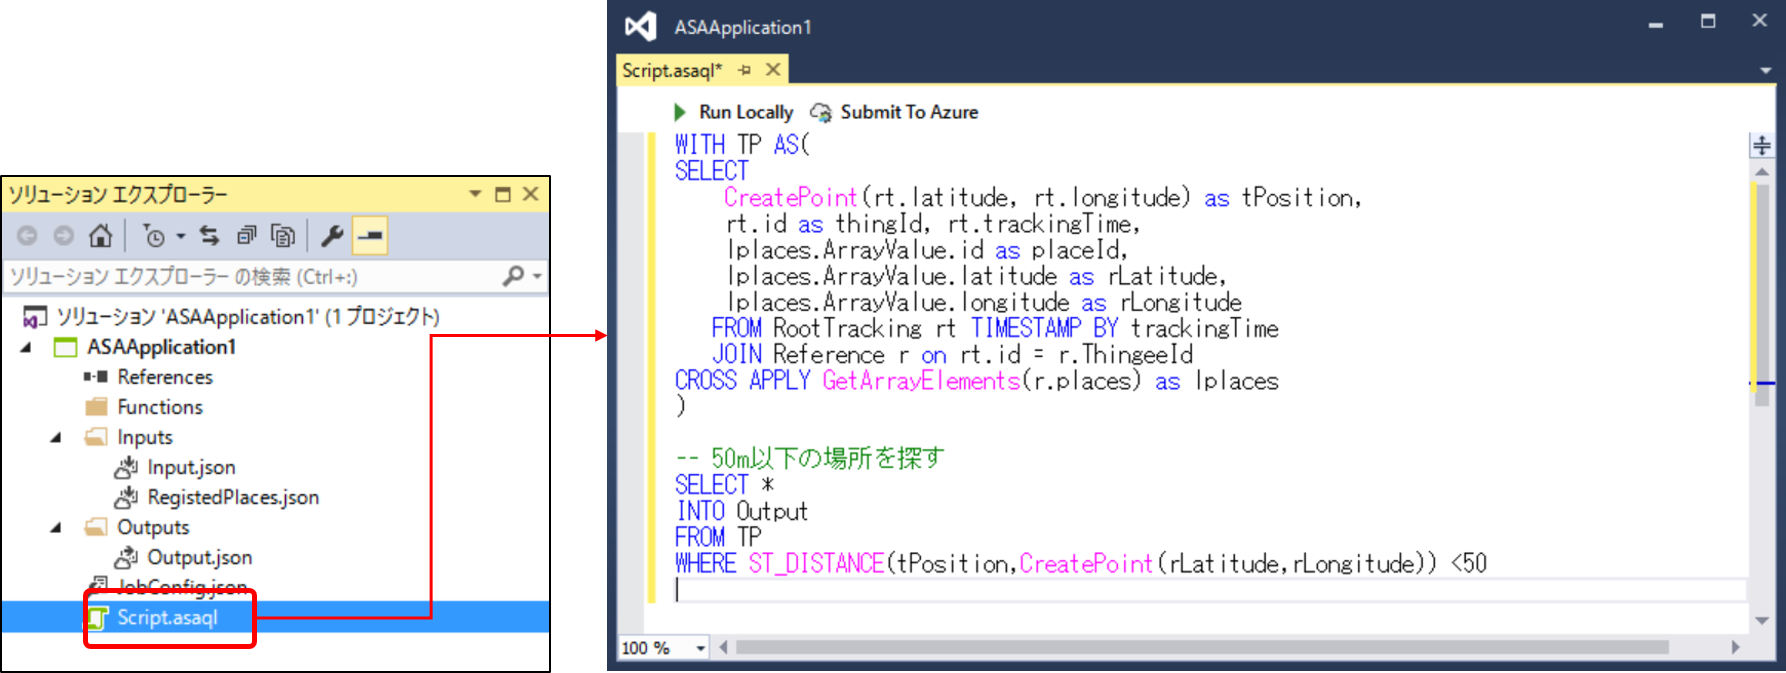 ソリューション エクスプローラー
ソリューション エクスプローラー の検索 (Ctrl+:)
ソリューション 'ASAApplication1' (1 プロジェクト)
ASAApplication1
References
Functions
Inputs
Input.json
RegistedPlaces.json
Outputs
Output.json
JobConfig.json
Script.asaql
ASAApplication1
Script.asaql*
Run Locally Submit To Azure
WITH TP AS(
SELECT
CreatePoint(rt.latitude, rt.longitude) as tPosition,
rt.id as thingId, rt.trackingTime,
lplaces.ArrayValue.id as placeId,
lplaces.ArrayValue.latitude as rLatitude,
lplaces.ArrayValue.longitude as rLongitude
FROM RootTracking rt TIMESTAMP BY trackingTime
JOIN Reference r on rt.id = r.ThingeeId
CROSS APPLY GetArrayElements(r.places) as lplaces
)
-- 50m以下の場所を探す
SELECT *
INTO Output
FROM TP
WHERE ST_DISTANCE(tPosition,CreatePoint(rLatitude,rLongitude)) <50
100 %